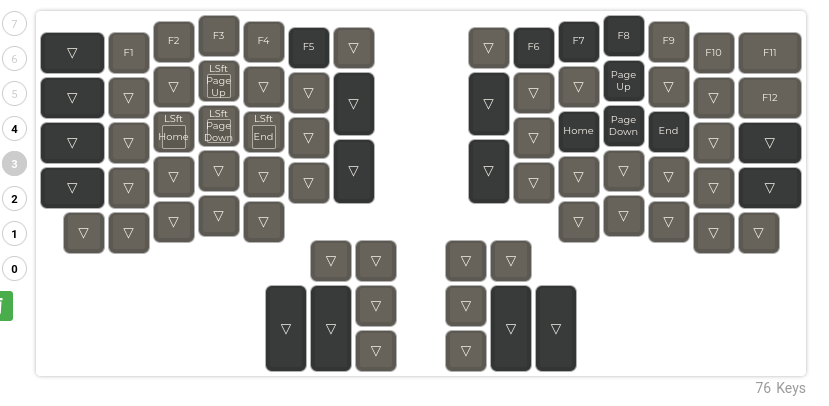 7
6
5
4
3
2
1
0
▽ F1 F2 F3 F4 F5 ▽
▽ ▽ ▽ LSft Page Up ▽ ▽ ▽
▽ ▽ LSft Home LSft Page Down LSft End ▽
▽ ▽ ▽ ▽ ▽ ▽ ▽
▽ ▽ ▽ ▽ ▽
▽ ▽
▽ ▽ ▽
▽
▽ F6 F7 F8 F9 F10 F11
▽ ▽ ▽ Page Up ▽ ▽ F12
▽ Home Page Down End ▽ ▽
▽ ▽ ▽ ▽ ▽ ▽ ▽
▽ ▽ ▽ ▽ ▽
▽ ▽
▽ ▽ ▽
▽
76 Keys